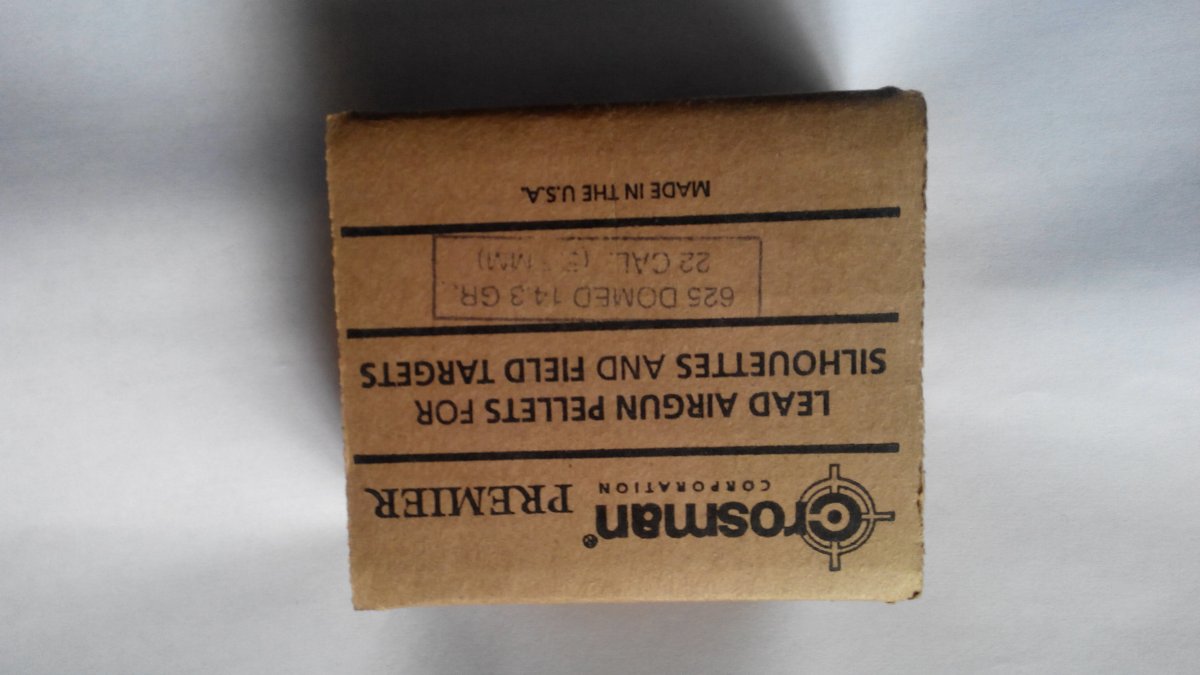 crosman® PREMIER
CORPORATION
LEAD AIRGUN PELLETS FOR
SILHOUETTES AND FIELD TARGETS
625 DOMED 14.3 GR.
22 CAL. ( MM)
MADE IN THE U.S.A.